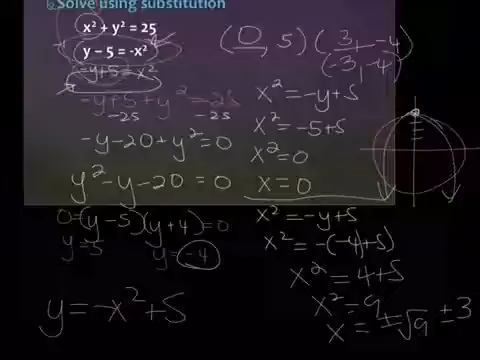 Solve using substitution
x² + y² = 25
y - 5 = -x²
-y+5 = x²
-y+5+y² = 25
-25 -25
-y-20+y²=0
y²-y-20=0
0=(y-5)(y+4)=0
y=5 y=-4
y=-x²+5
(0, 5) (3, -4)
(-3, -4)
x²=-y+5
x²=-5+5
x²=0
x=0
x²=-y+5
x²=-(-4)+5)
x²=4+5
x²=9
x=±√9 ±3